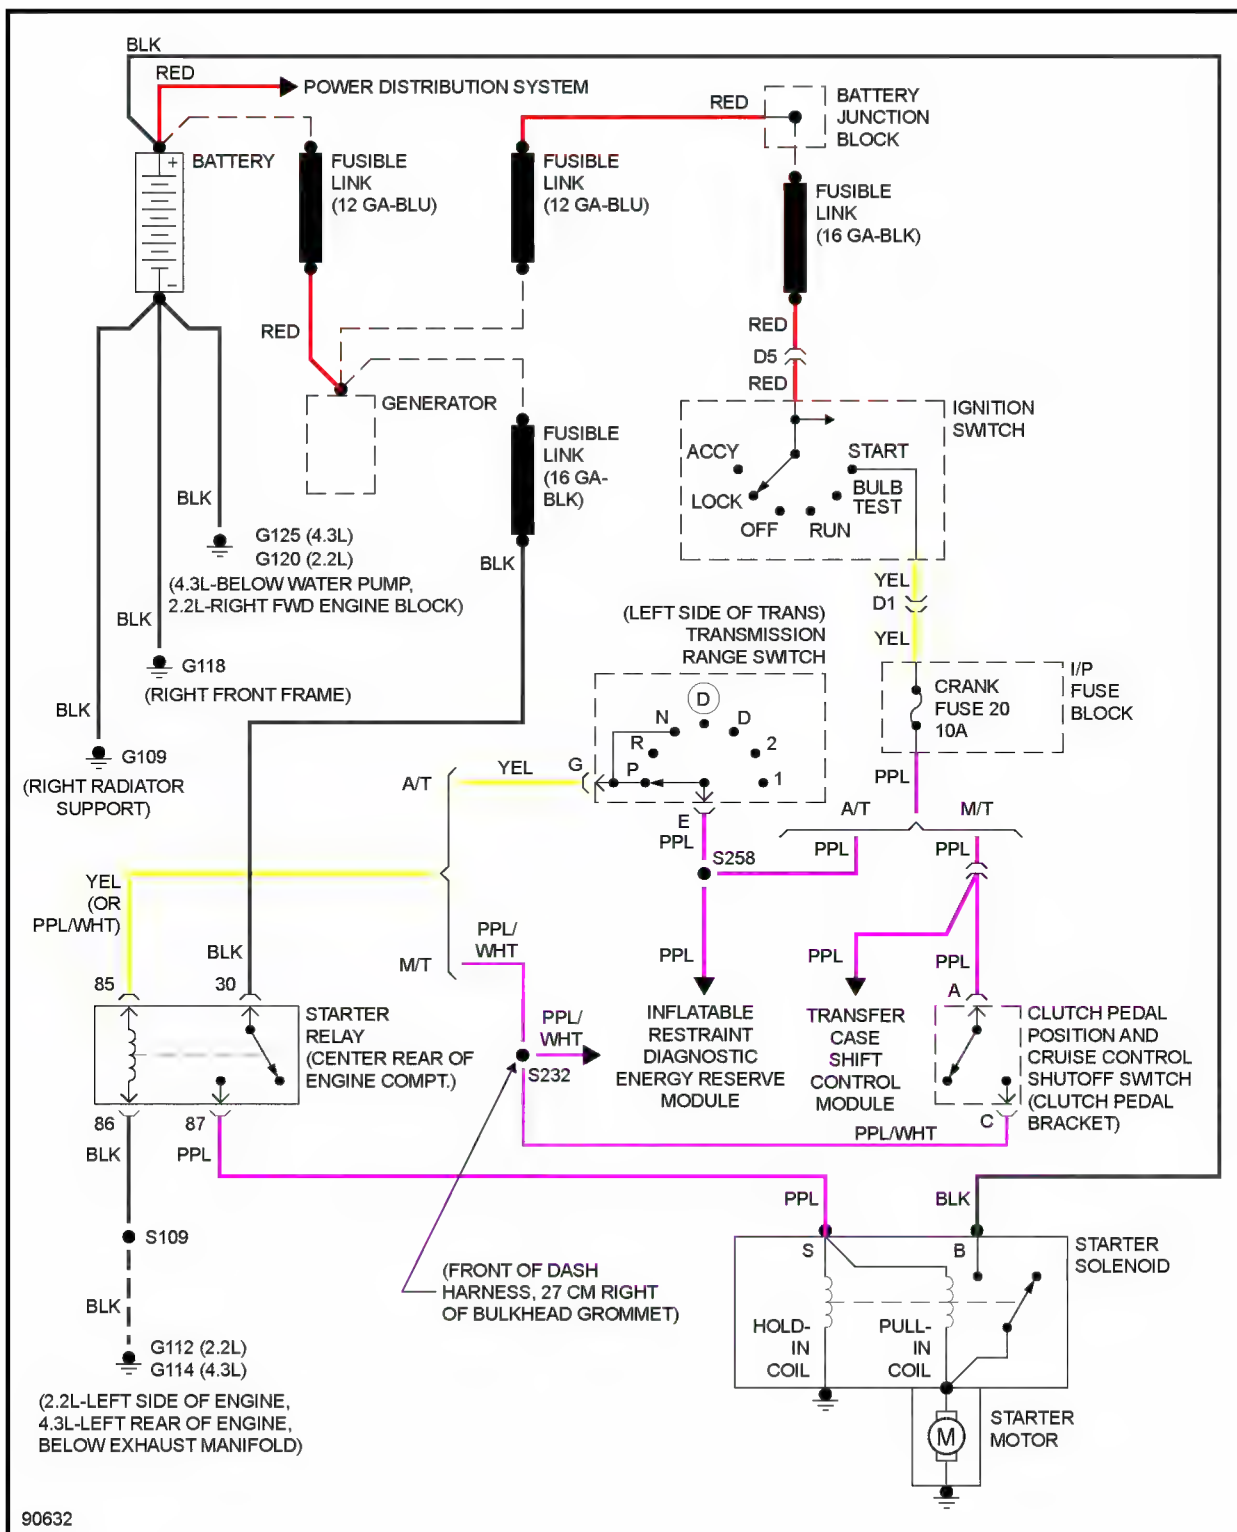 BLK
RED
POWER DISTRIBUTION SYSTEM
RED
BATTERY
JUNCTION
BLOCK
+
BATTERY
FUSIBLE
LINK
(12 GA-BLU)
FUSIBLE
LINK
(12 GA-BLU)
FUSIBLE
LINK
(16 GA-BLK)
–
RED
RED
D5
RED
GENERATOR
IGNITION
SWITCH
FUSIBLE
LINK
(16 GA-
BLK)
ACCY
START
LOCK
BULB
TEST
OFF
RUN
BLK
G125 (4.3L)
G120 (2.2L)
(4.3L-BELOW WATER PUMP,
2.2L-RIGHT FWD ENGINE BLOCK)
BLK
YEL
D1
YEL
BLK
G118
(RIGHT FRONT FRAME)
(LEFT SIDE OF TRANS)
TRANSMISSION
RANGE SWITCH
I/P
FUSE
BLOCK
CRANK
FUSE 20
10A
BLK
G109
(RIGHT RADIATOR
SUPPORT)
D
N
D
R
2
P
1
G
YEL
A/T
PPL
E
PPL
A/T
M/T
PPL
PPL
S258
YEL
(OR
PPL/WHT)
BLK
PPL/
WHT
M/T
PPL
PPL
PPL
A
85
30
STARTER
RELAY
(CENTER REAR OF
ENGINE COMPT.)
PPL/
WHT
S232
INFLATABLE
RESTRAINT
DIAGNOSTIC
ENERGY RESERVE
MODULE
TRANSFER
CASE
SHIFT
CONTROL
MODULE
CLUTCH PEDAL
POSITION AND
CRUISE CONTROL
SHUTOFF SWITCH
(CLUTCH PEDAL
BRACKET)
C
PPL/WHT
86
87
BLK
PPL
PPL
BLK
S109
S
B
STARTER
SOLENOID
(FRONT OF DASH
HARNESS, 27 CM RIGHT
OF BULKHEAD GROMMET)
BLK
HOLD-
IN
COIL
PULL-
IN
COIL
G112 (2.2L)
G114 (4.3L)
(2.2L-LEFT SIDE OF ENGINE,
4.3L-LEFT REAR OF ENGINE,
BELOW EXHAUST MANIFOLD)
M
STARTER
MOTOR
90632